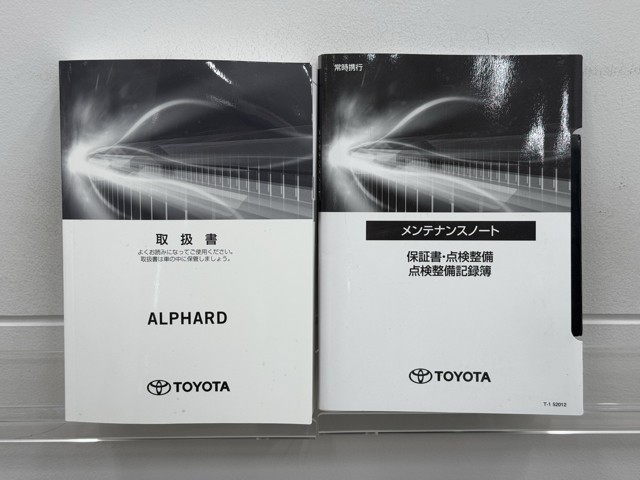 取扱書
よくお読みになってご使用ください。
取扱書は車の中に保管しましょう。
ALPHARD
TOYOTA
常時携行
メンテナンスノート
保証書・点検整備
点検整備記録簿
TOYOTA
T-1 52013